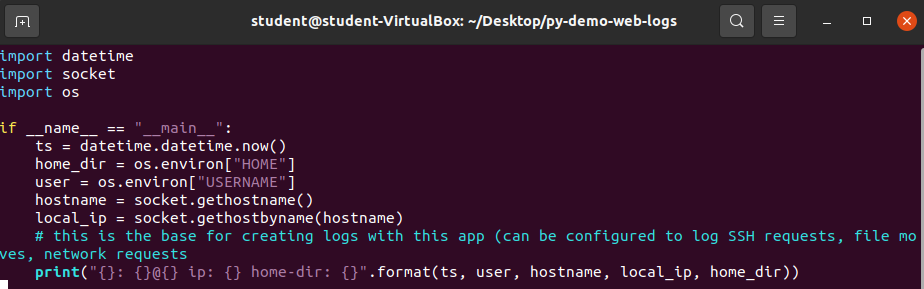 student@student-VirtualBox: ~/Desktop/py-demo-web-logs
import datetime
import socket
import os
if __name__ == "__main__":
    ts = datetime.datetime.now()
    home_dir = os.environ["HOME"]
    user = os.environ["USERNAME"]
    hostname = socket.gethostname()
    local_ip = socket.gethostbyname(hostname)
    # this is the base for creating logs with this app (can be configured to log SSH requests, file mo
ves, network requests
    print("{}: {}@{} ip: {} home-dir: {}".format(ts, user, hostname, local_ip, home_dir))